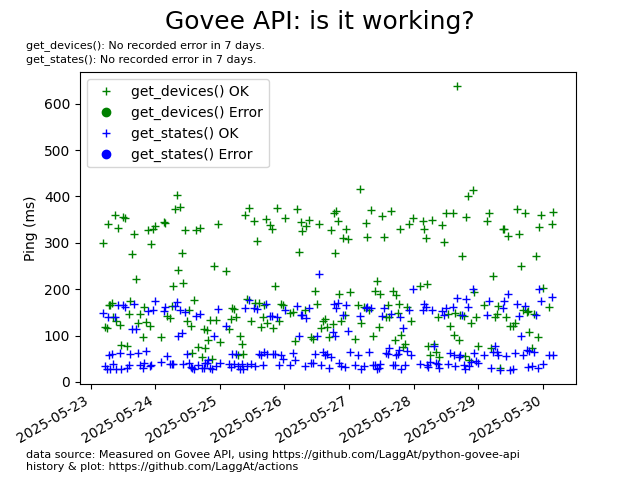 Govee API: is it working?
get_devices(): No recorded error in 7 days.
get_states(): No recorded error in 7 days.
get_devices() OK
get_devices() Error
get_states() OK
get_states() Error
Ping (ms)
600
500
400
300
200
100
0
2025-05-23
2025-05-24
2025-05-25
2025-05-26
2025-05-27
2025-05-28
2025-05-29
2025-05-30
data source: Measured on Govee API, using https://github.com/LaggAt/python-govee-api
history & plot: https://github.com/LaggAt/actions